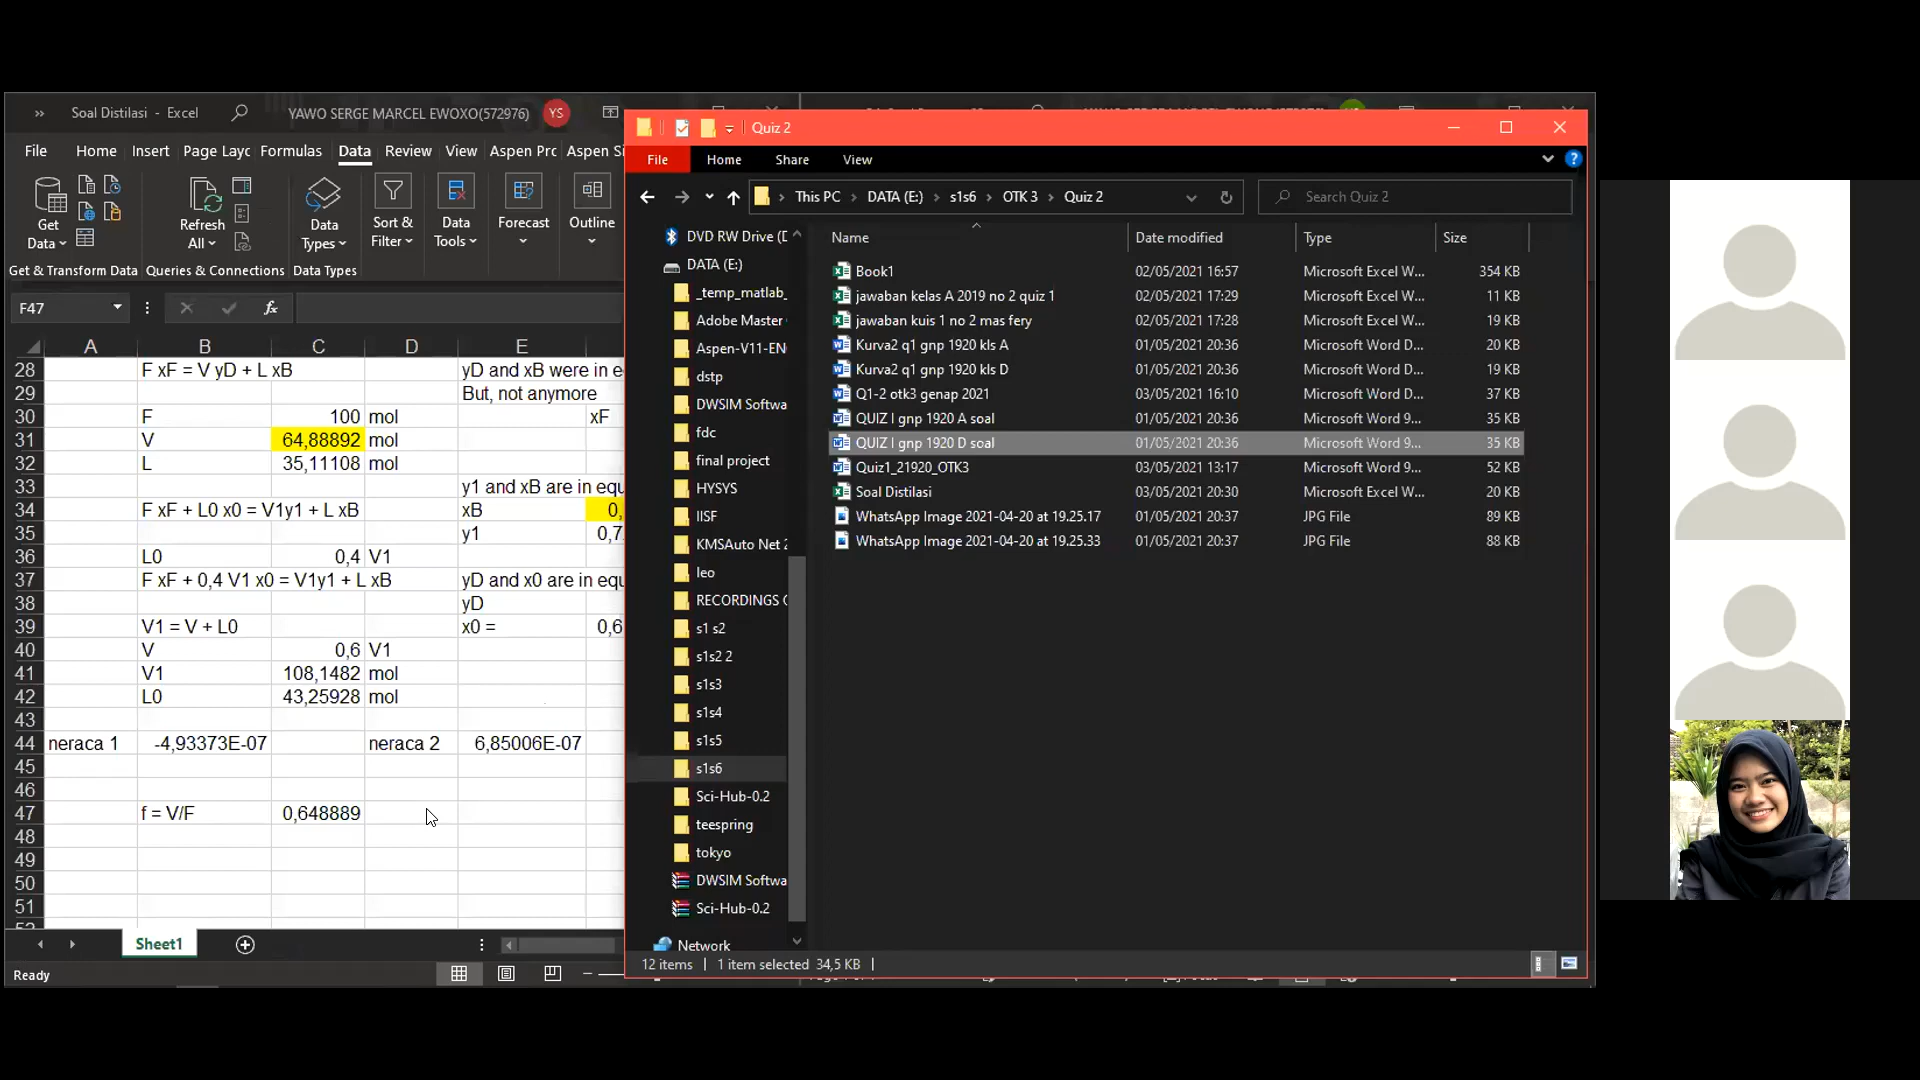 Soal Distilasi - Excel
YAWO SERGE MARCEL EWOXO(572976)
YS
File Home Insert Page Layc Formulas Data Review View Aspen Prc Aspen Si
Get Data
Refresh All
Data Types
Sort & Filter
Data Tools
Forecast
Outline
Get & Transform Data Queries & Connections Data Types
F47
fx
A B C D E
28 F xF = V yD + L xB yD and xB were in e
29 But, not anymore
30 F 100 mol xF
31 V 64,88892 mol
32 L 35,11108 mol
33 y1 and xB are in equ
34 F xF + L0 x0 = V1y1 + L xB xB 0,
35 y1 0,7
36 L0 0,4 V1
37 F xF + 0,4 V1 x0 = V1y1 + L xB yD and x0 are in equ
38 yD
39 V1 = V + L0 x0 = 0,6
40 V 0,6 V1
41 V1 108,1482 mol
42 L0 43,25928 mol
43
44 neraca 1 -4,93373E-07 neraca 2 6,85006E-07
45
46
47 f = V/F 0,648889
48
49
50
51
Sheet1
Ready
Quiz 2
File Home Share View
This PC DATA (E:) s1s6 OTK 3 Quiz 2
Search Quiz 2
DVD RW Drive (D
DATA (E:)
_temp_matlab_
Adobe Master
Aspen-V11-EN
dstp
DWSIM Softwa
fdc
final project
HYSYS
IISF
KMSAuto Net 2
leo
RECORDINGS
s1 s2
s1s2 2
s1s3
s1s4
s1s5
s1s6
Sci-Hub-0.2
teespring
tokyo
DWSIM Softwa
Sci-Hub-0.2
Network
Name Date modified Type Size
Book1 02/05/2021 16:57 Microsoft Excel W... 354 KB
jawaban kelas A 2019 no 2 quiz 1 02/05/2021 17:29 Microsoft Excel W... 11 KB
jawaban kuis 1 no 2 mas fery 02/05/2021 17:28 Microsoft Excel W... 19 KB
Kurva2 q1 gnp 1920 kls A 01/05/2021 20:36 Microsoft Word D... 20 KB
Kurva2 q1 gnp 1920 kls D 01/05/2021 20:36 Microsoft Word D... 19 KB
Q1-2 otk3 genap 2021 03/05/2021 16:10 Microsoft Word D... 37 KB
QUIZ I gnp 1920 A soal 01/05/2021 20:36 Microsoft Word 9... 35 KB
QUIZ I gnp 1920 D soal 01/05/2021 20:36 Microsoft Word 9... 35 KB
Quiz1_21920_OTK3 03/05/2021 13:17 Microsoft Word 9... 52 KB
Soal Distilasi 03/05/2021 20:30 Microsoft Excel W... 20 KB
WhatsApp Image 2021-04-20 at 19.25.17 01/05/2021 20:37 JPG File 89 KB
WhatsApp Image 2021-04-20 at 19.25.33 01/05/2021 20:37 JPG File 88 KB
12 items 1 item selected 34,5 KB